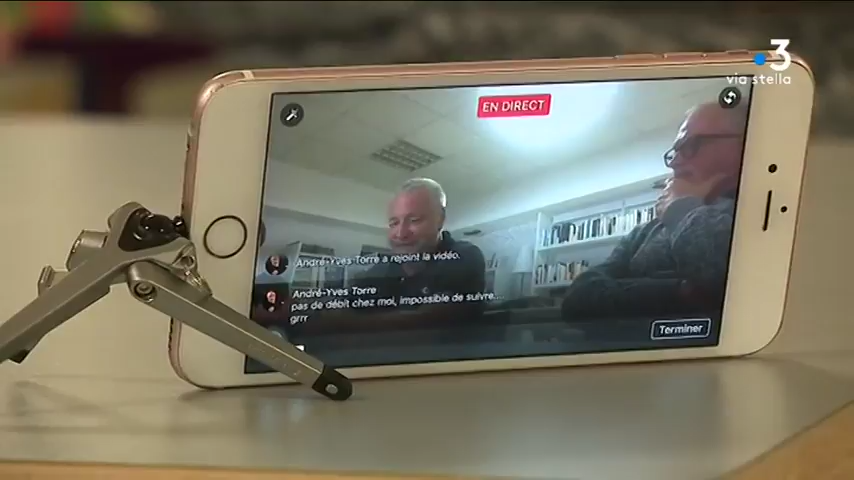 3
via stella
EN DIRECT
André-Yves Torré a rejoint la vidéo.
André-Yves Torre
pas de débit chez moi, impossible de suivre...
grrr
Terminer